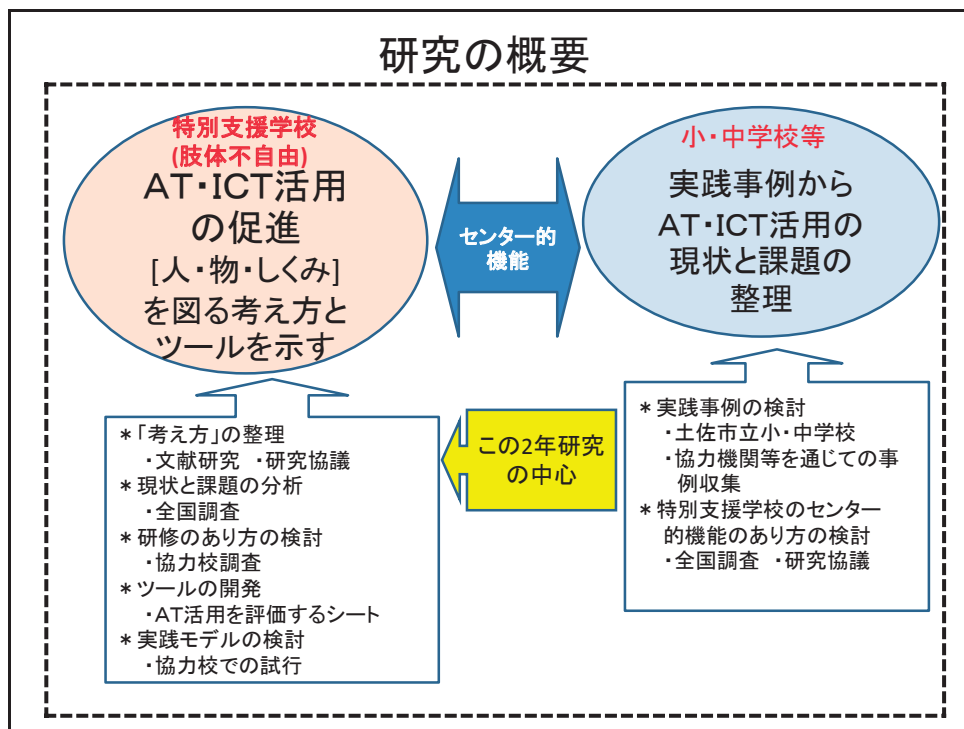 研究の概要
特別支援学校
(肢体不自由)
AT・ICT活用
の促進
[人・物・しくみ]
を図る考え方と
ツールを示す
センター的
機能
小・中学校等
実践事例から
AT・ICT活用の
現状と課題の
整理
＊「考え方」の整理
・文献研究 ・研究協議
＊現状と課題の分析
・全国調査
＊研修のあり方の検討
・協力校調査
＊ツールの開発
・AT活用を評価するシート
＊実践モデルの検討
・協力校での試行
この2年研究
の中心
＊実践事例の検討
・土佐市立小・中学校
・協力機関等を通じての事
例収集
＊特別支援学校のセンター
的機能のあり方の検討
・全国調査 ・研究協議